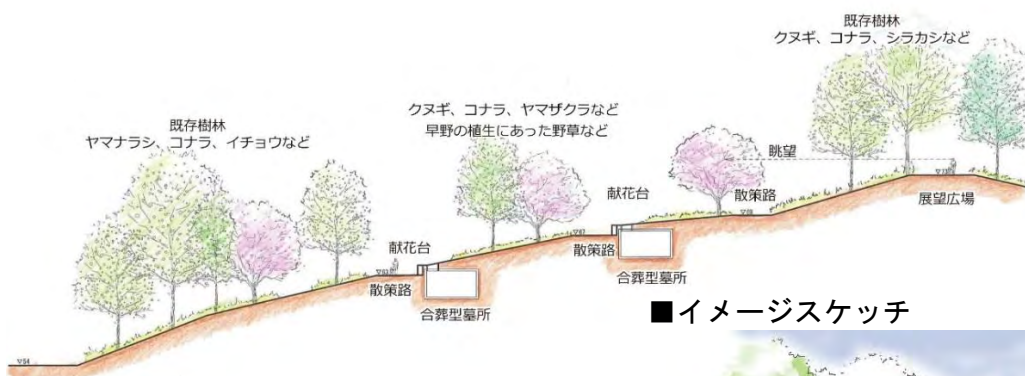 既存樹林
クヌギ、コナラ、シラカシなど
クヌギ、コナラ、ヤマザクラなど
早野の植生にあった野草など
既存樹林
ヤマナラシ、コナラ、イチョウなど
眺望
献花台
散策路
展望広場
献花台
散策路
合葬型墓所
散策路
合葬型墓所
■イメージスケッチ
▽54